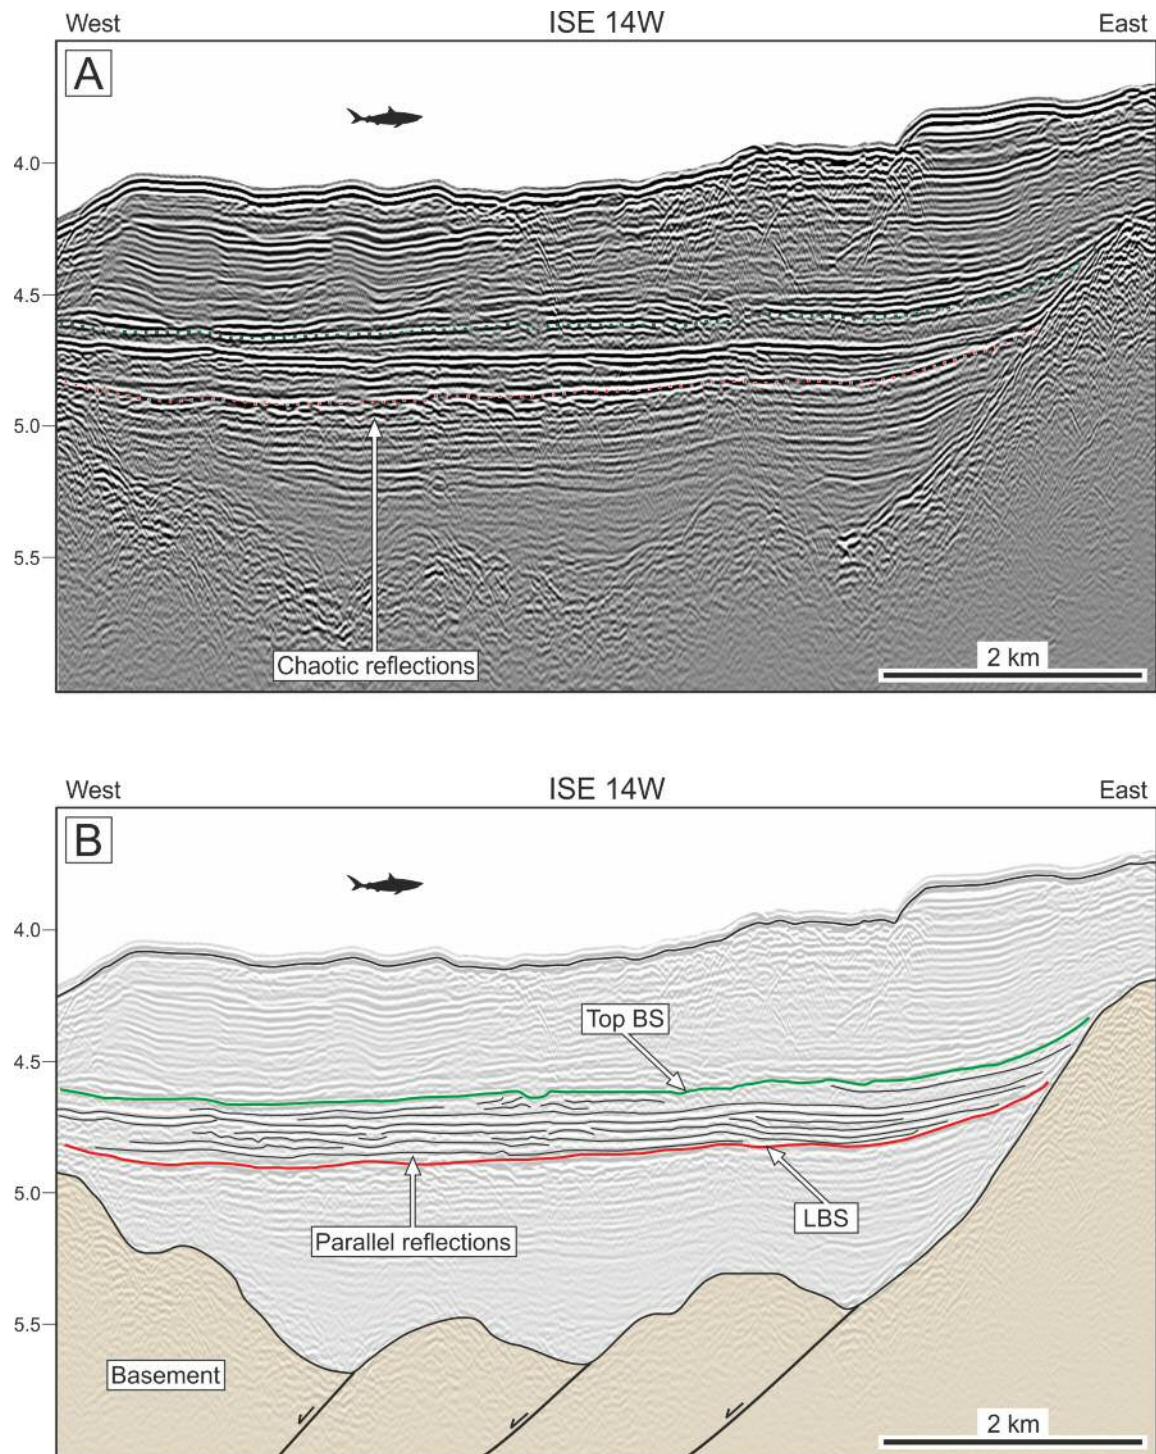 West ISE 14W East
A
4.0
4.5
5.0
5.5
Chaotic reflections
2 km
West ISE 14W East
B
4.0
Top BS
4.5
5.0
LBS
Parallel reflections
5.5
Basement
2 km